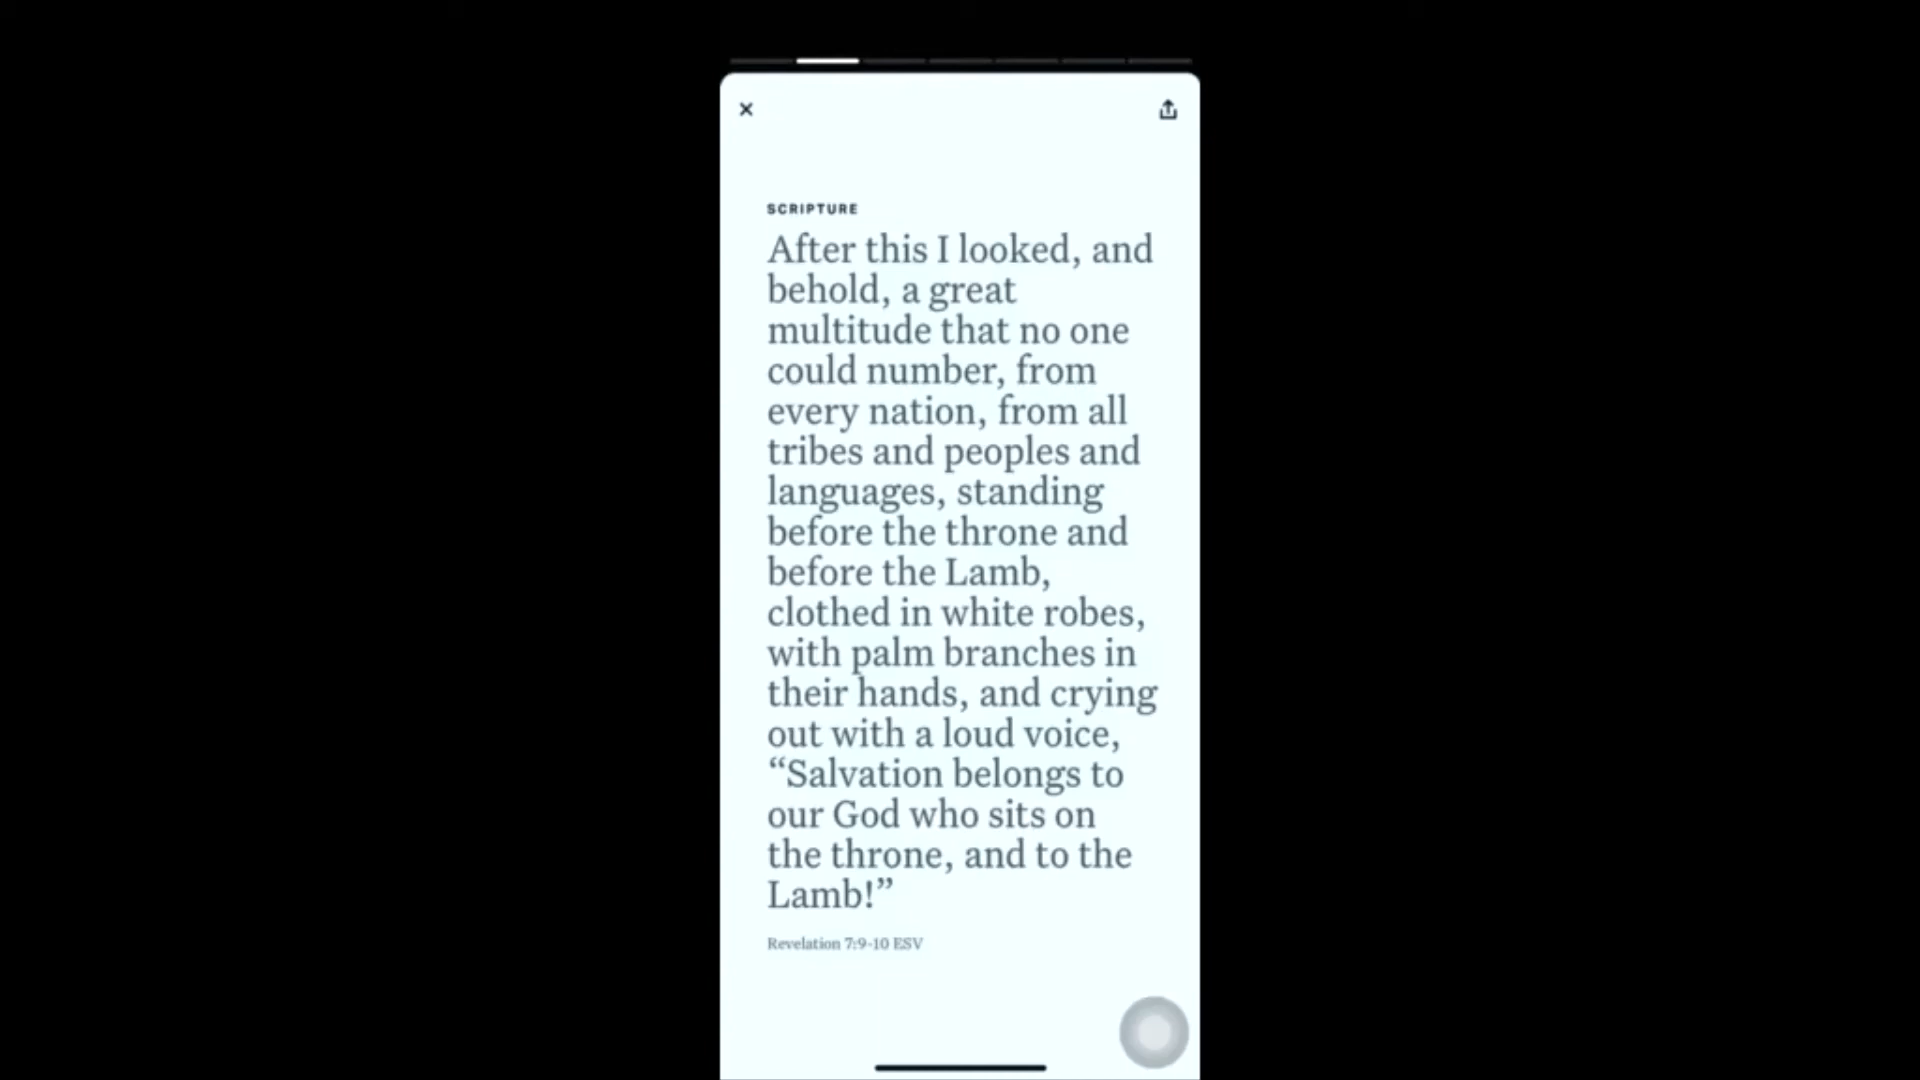 SCRIPTURE
After this I looked, and
behold, a great
multitude that no one
could number, from
every nation, from all
tribes and peoples and
languages, standing
before the throne and
before the Lamb,
clothed in white robes,
with palm branches in
their hands, and crying
out with a loud voice,
“Salvation belongs to
our God who sits on
the throne, and to the
Lamb!”
Revelation 7:9-10 ESV